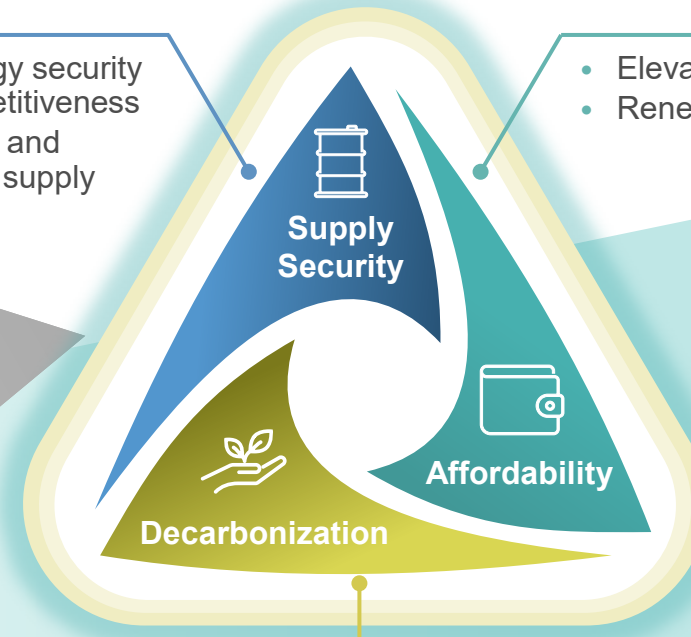 gy security
etitiveness
and
supply
• Eleva
• Rene
Supply
Security
Affordability
Decarbonization